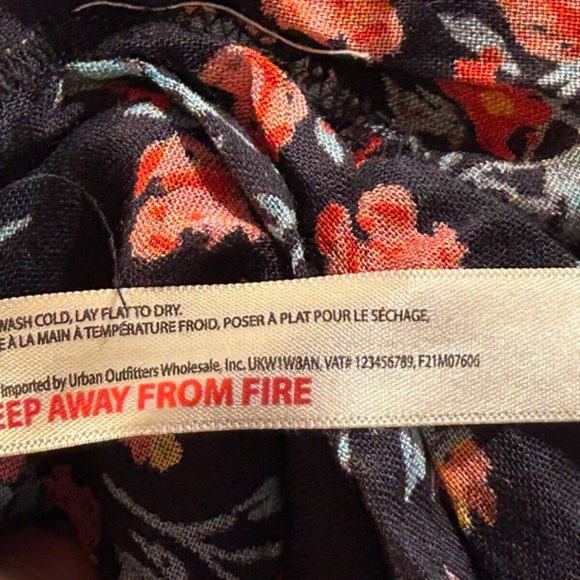 WASH COLD, LAY FLAT TO DRY.
E À LA MAIN À TEMPÉRATURE FROID, POSER À PLAT POUR LE SÉCHAGE,
Imported by Urban Outfitters Wholesale, Inc. UKW1W8AN, VAT# 123456789, F21M07606
EEP AWAY FROM FIRE